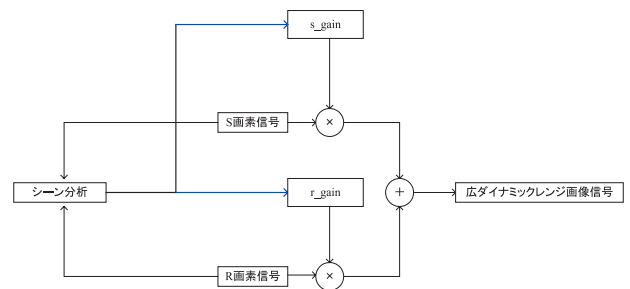 s_gain
S画素信号
×
シーン分析
r_gain
+
広ダイナミックレンジ画像信号
R画素信号
×